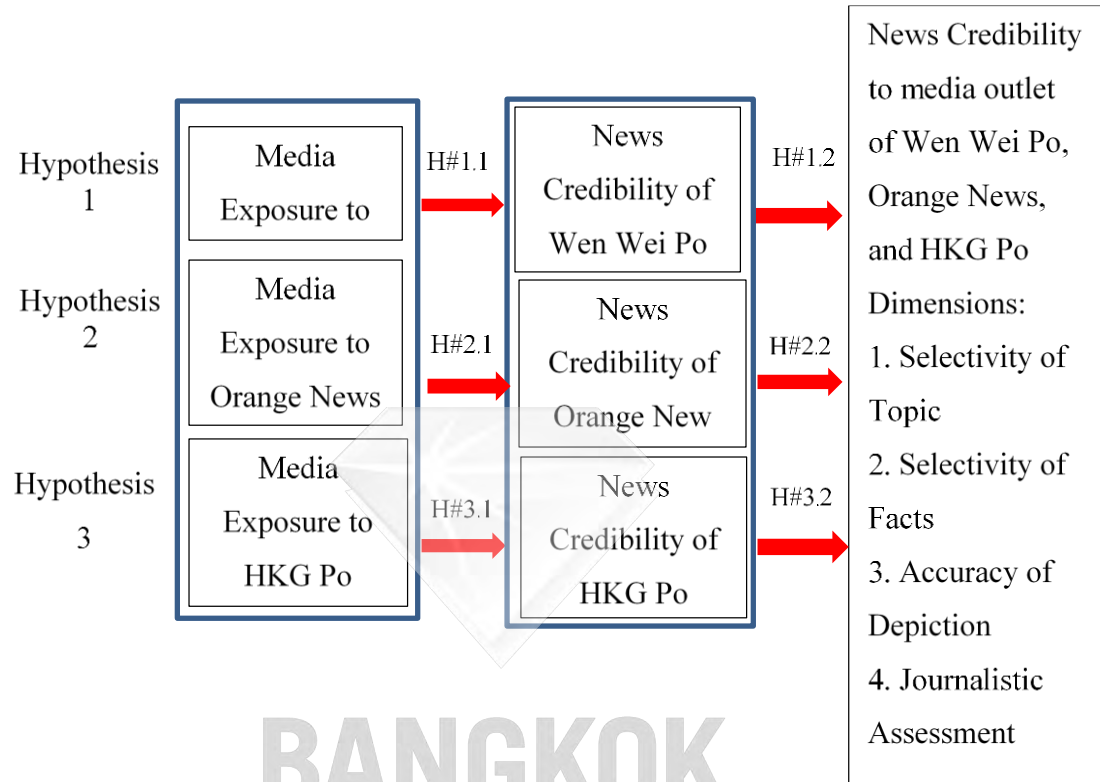 Hypothesis
1
Media
Exposure to
H#1.1
News
Credibility of
Wen Wei Po
H#1.2
Hypothesis
2
Media
Exposure to
Orange News
H#2.1
News
Credibility of
Orange New
H#2.2
Hypothesis
3
Media
Exposure to
HKG Po
H#3.1
News
Credibility of
HKG Po
H#3.2
News Credibility
to media outlet
of Wen Wei Po,
Orange News,
and HKG Po
Dimensions:
1. Selectivity of
Topic
2. Selectivity of
Facts
3. Accuracy of
Depiction
4. Journalistic
Assessment
BANGKOK